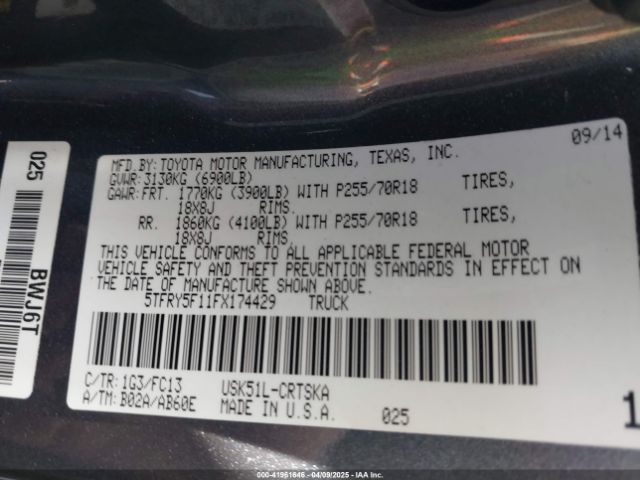 09/14
MFD.BY:TOYOTA MOTOR MANUFACTURING, TEXAS, INC.
GVWR:3130KG (6900LB)
GAWR:FRT. 1770KG (3900LB) WITH P255/70R18 TIRES,
18X8J RIMS.
RR. 1860KG (4100LB) WITH P255/70R18 TIRES,
18X8J RIMS.
THIS VEHICLE CONFORMS TO ALL APPLICABLE FEDERAL MOTOR
VEHICLE SAFETY AND THEFT PREVENTION STANDARDS IN EFFECT ON
THE DATE OF MANUFACTURE SHOWN ABOVE.
5TFRY5F11FX174429 TRUCK
C/TR:1G3/FC13 USK51L-CRTSKA
A/TM:B02A/AB60E MADE IN U.S.A. 025
1
025
BWJ6T
000-41961646 - 04/09/2025 - © IAA Holdings, LLC